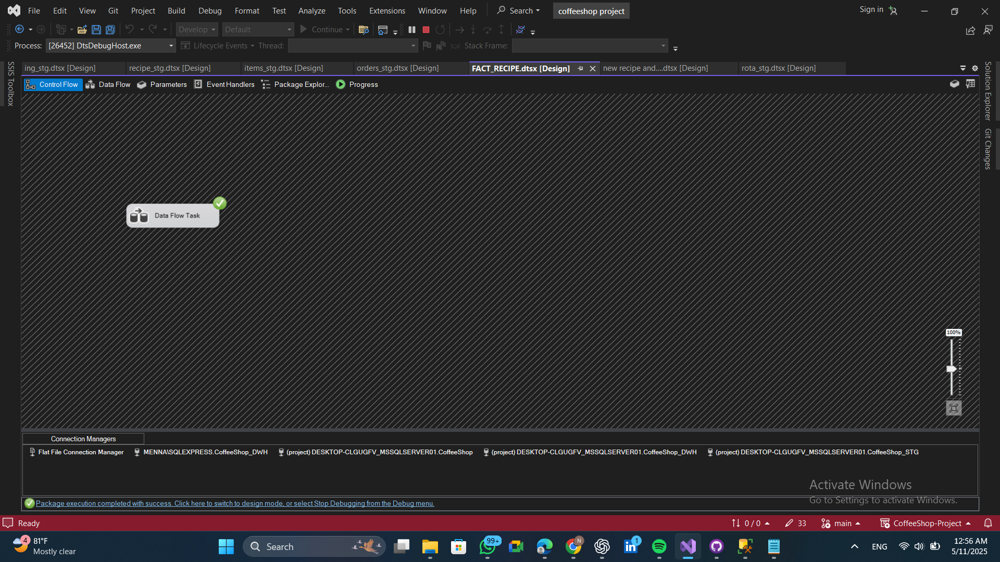 File Edit View Git Project Build Debug Format Test Analyze Tools Extensions Window Help Search coffeeshop project Sign in
Develop Default Continue
Process: [26452] DtsDebugHost.exe Lifecycle Events Thread: Stack Frame:
SSIS Toolbox
ing_stg.dtsx [Design] recipe_stg.dtsx [Design] items_stg.dtsx [Design] orders_stg.dtsx [Design] FACT_RECIPE.dtsx [Design] new recipe and....dtsx [Design] rota_stg.dtsx [Design]
Control Flow Data Flow Parameters Event Handlers Package Explor... Progress
Solution Explorer
Git Changes
Data Flow Task
100%
Connection Managers
Flat File Connection Manager MENNA\SQLEXPRESS.CoffeeShop_DWH (project) DESKTOP-CLGUGFV_MSSQLSERVER01.CoffeeShop (project) DESKTOP-CLGUGFV_MSSQLSERVER01.CoffeeShop_DWH (project) DESKTOP-CLGUGFV_MSSQLSERVER01.CoffeeShop_STG
Activate Windows
Go to Settings to activate Windows.
Package execution completed with success. Click here to switch to design mode, or select Stop Debugging from the Debug menu.
Ready 0 / 0 33 main CoffeeShop-Project
4 81°F
Mostly clear
Search
99+
N
1
ENG
12:56 AM
5/11/2025